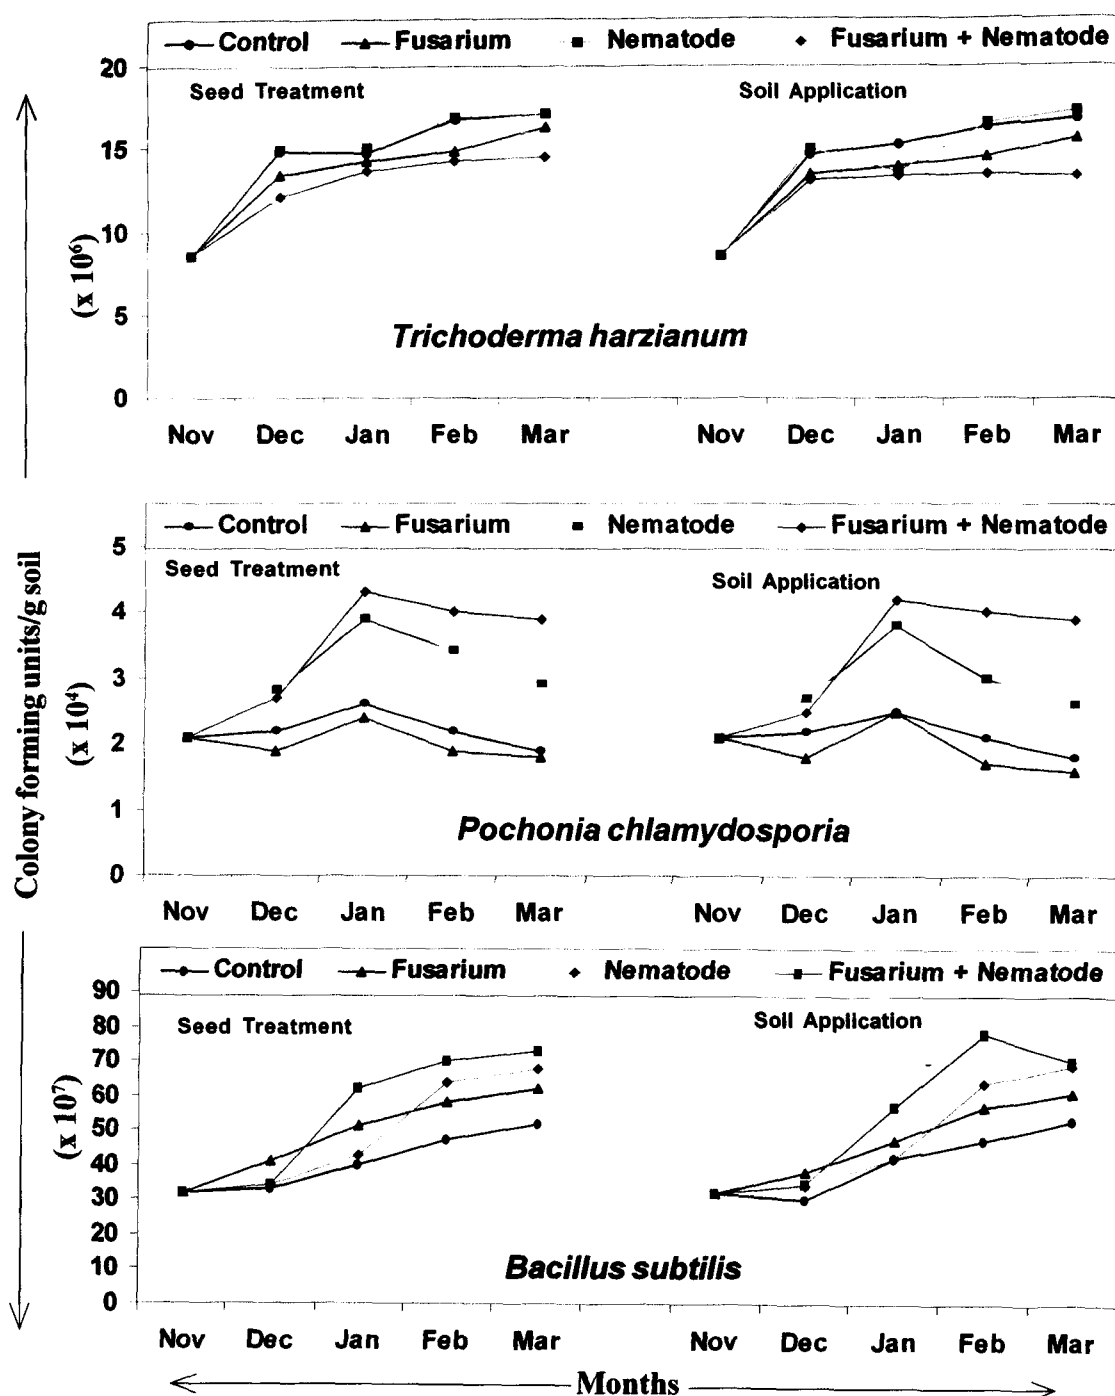 Control Fusarium Nematode Fusarium + Nematode
20
Seed Treatment Soil Application
15
10
5
0
(x 10⁶)
Trichoderma harzianum
Nov Dec Jan Feb Mar Nov Dec Jan Feb Mar
Control Fusarium Nematode Fusarium + Nematode
5
Seed Treatment Soil Application
4
3
2
1
0
(x 10⁴)
Pochonia chlamydosporia
Nov Dec Jan Feb Mar Nov Dec Jan Feb Mar
Colony forming units/g soil
Control Fusarium Nematode Fusarium + Nematode
90
Seed Treatment Soil Application
80
70
60
50
40
30
20
10
0
(x 10⁷)
Bacillus subtilis
Nov Dec Jan Feb Mar Nov Dec Jan Feb Mar
Months